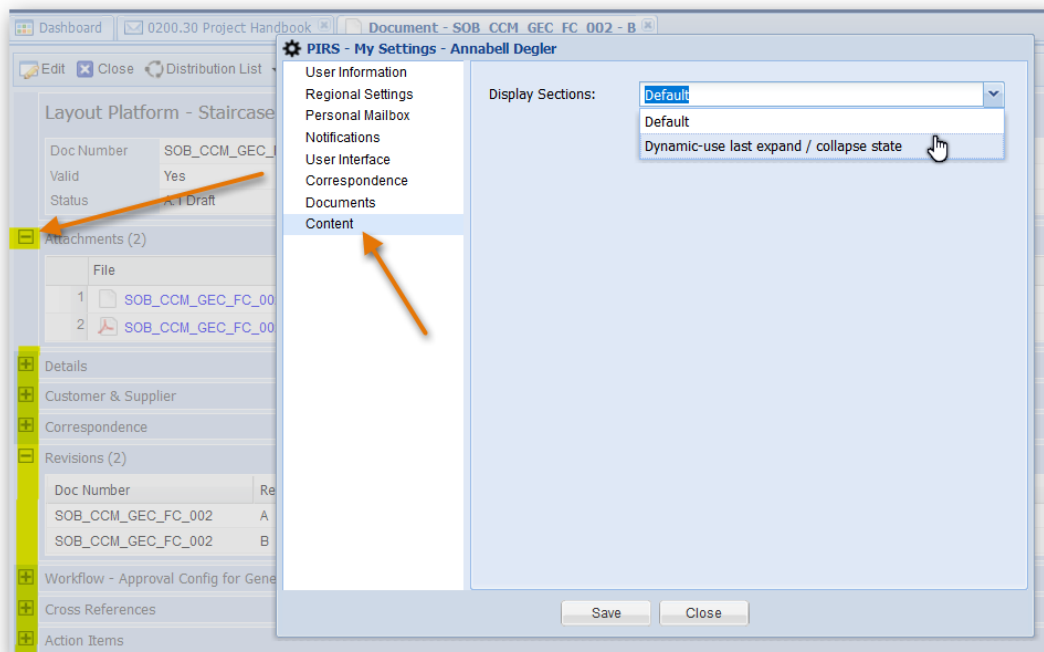 Dashboard 0200.30 Project Handbook Document - SOB_CCM_GEC_FC_002 - B
Edit Close Distribution List
Layout Platform - Staircase
Doc Number SOB_CCM_GEC_
Valid Yes
Status A.1 Draft
Attachments (2)
File
1 SOB_CCM_GEC_FC_00
2 SOB_CCM_GEC_FC_00
Details
Customer & Supplier
Correspondence
Revisions (2)
Doc Number Re
SOB_CCM_GEC_FC_002 A
SOB_CCM_GEC_FC_002 B
Workflow - Approval Config for Gene
Cross References
Action Items
PIRS - My Settings - Annabell Degler
User Information
Regional Settings
Personal Mailbox
Notifications
User Interface
Correspondence
Documents
Content
Display Sections: Default
Default
Dynamic-use last expand / collapse state
Save Close